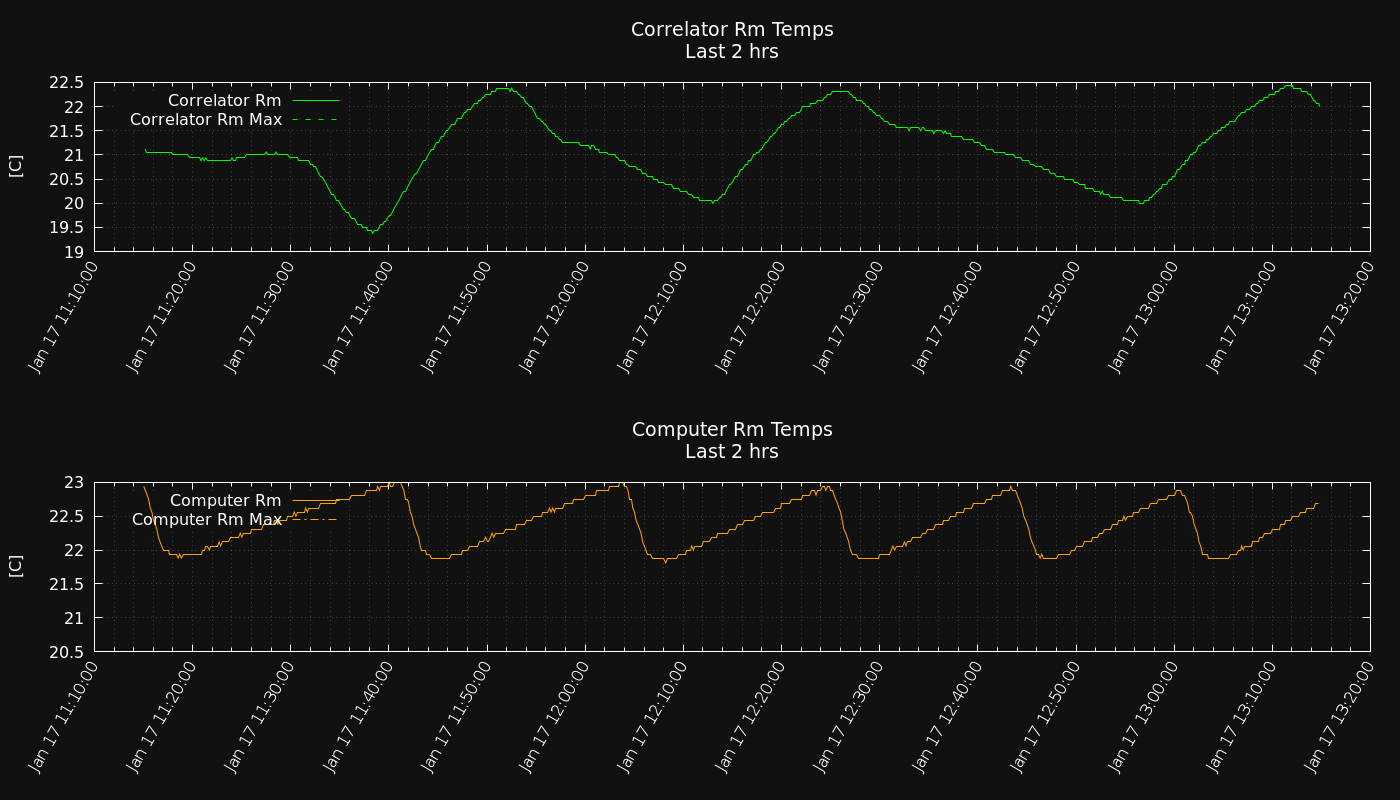 Correlator Rm Temps
Last 2 hrs
22.5
22
21.5
21
20.5
20
19.5
19
[C]
Correlator Rm
Correlator Rm Max
Jan 17 11:10:00
Jan 17 11:20:00
Jan 17 11:30:00
Jan 17 11:40:00
Jan 17 11:50:00
Jan 17 12:00:00
Jan 17 12:10:00
Jan 17 12:20:00
Jan 17 12:30:00
Jan 17 12:40:00
Jan 17 12:50:00
Jan 17 13:00:00
Jan 17 13:10:00
Jan 17 13:20:00
Computer Rm Temps
Last 2 hrs
23
22.5
22
21.5
21
20.5
[C]
Computer Rm
Computer Rm Max
Jan 17 11:10:00
Jan 17 11:20:00
Jan 17 11:30:00
Jan 17 11:40:00
Jan 17 11:50:00
Jan 17 12:00:00
Jan 17 12:10:00
Jan 17 12:20:00
Jan 17 12:30:00
Jan 17 12:40:00
Jan 17 12:50:00
Jan 17 13:00:00
Jan 17 13:10:00
Jan 17 13:20:00